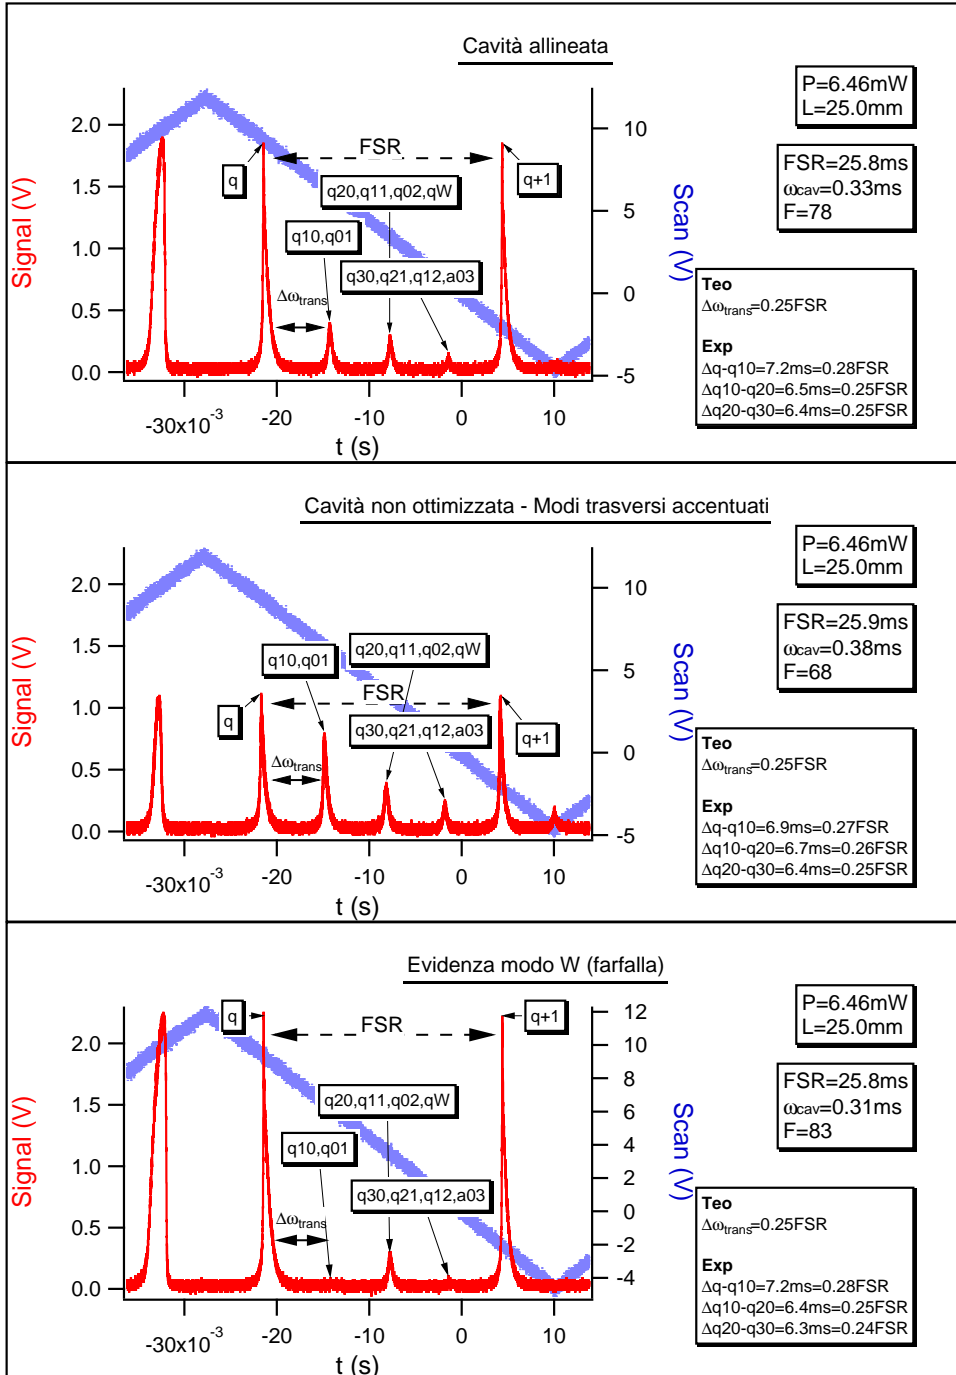 Cavità allineata
P=6.46mW
L=25.0mm
FSR=25.8ms
ωcav=0.33ms
F=78
Teo
Δωtrans=0.25FSR
Exp
Δq-q10=7.2ms=0.28FSR
Δq10-q20=6.5ms=0.25FSR
Δq20-q30=6.4ms=0.25FSR
Signal (V)
2.0
1.5
1.0
0.5
0.0
q
FSR
q+1
q20,q11,q02,qW
q10,q01
q30,q21,q12,a03
Δωtrans
10
5
0
-5
Scan (V)
-30x10-3
-20
-10
0
10
t (s)
Cavità non ottimizzata - Modi trasversi accentuati
P=6.46mW
L=25.0mm
FSR=25.9ms
ωcav=0.38ms
F=68
Teo
Δωtrans=0.25FSR
Exp
Δq-q10=6.9ms=0.27FSR
Δq10-q20=6.7ms=0.26FSR
Δq20-q30=6.4ms=0.25FSR
Signal (V)
2.0
1.5
1.0
0.5
0.0
q20,q11,q02,qW
q10,q01
FSR
q
q30,q21,q12,a03
q+1
Δωtrans
10
5
0
-5
Scan (V)
-30x10-3
-20
-10
0
10
t (s)
Evidenza modo W (farfalla)
P=6.46mW
L=25.0mm
FSR=25.8ms
ωcav=0.31ms
F=83
Teo
Δωtrans=0.25FSR
Exp
Δq-q10=7.2ms=0.28FSR
Δq10-q20=6.4ms=0.25FSR
Δq20-q30=6.3ms=0.24FSR
Signal (V)
2.0
1.5
1.0
0.5
0.0
q
FSR
q+1
q20,q11,q02,qW
q10,q01
q30,q21,q12,a03
Δωtrans
12
10
8
6
4
2
0
-2
-4
Scan (V)
-30x10-3
-20
-10
0
10
t (s)